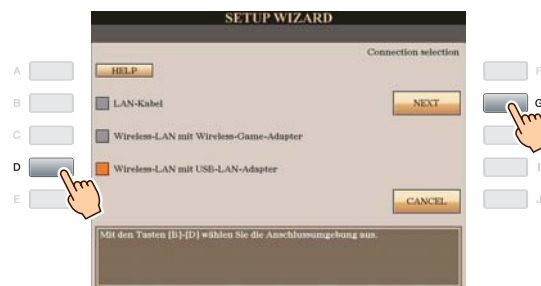 SETUP WIZARD
Connection selection
A
HELP
F
B
LAN-Kabel
NEXT
G
C
Wireless-LAN mit Wireless-Game-Adapter
D
Wireless-LAN mit USB-LAN-Adapter
I
E
CANCEL
J
Mit den Tasten [B]-[D] wählen Sie die Anschlussumgebung aus.